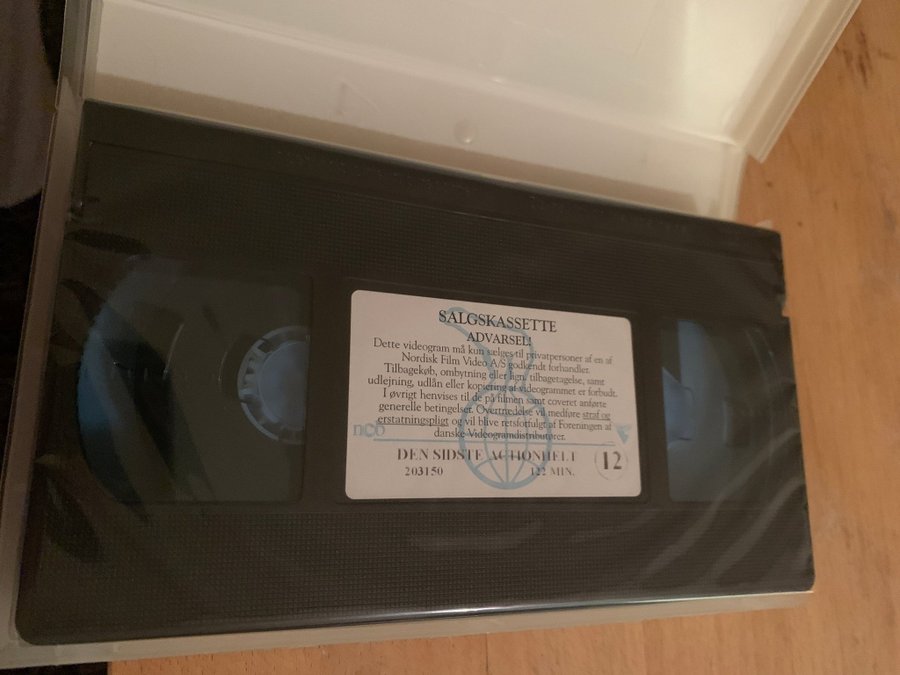 SALGSKASSETTE
ADVARSEL!
Dette videogram må kun sælges til privatpersoner af en af
Nordisk Film Video A/S godkendt forhandler.
Tilbagekøb, ombytning eller lign. tilbagetagelse, samt
udlejning, udlån eller kopiering af videogrammet er forbudt.
I øvrigt henvises til de på filmen samt coveret anførte
generelle betingelser. Overtrædelse vil medføre straf og
erstatningspligt og vil blive retsforfulgt af Foreningen af
danske Videogramdistributører.
ncb
DEN SIDSTE ACTIONHELT 12
203150 122 MIN.